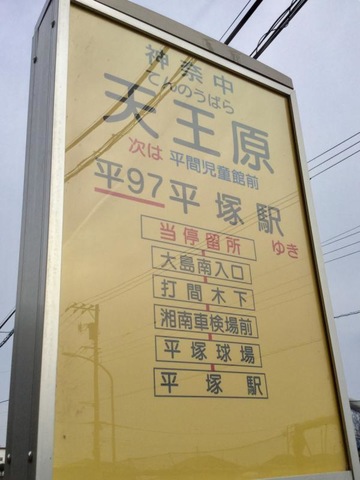 神奈中
てんのうばら
天王原
次は 平間児童館前
平97 平塚駅
ゆき
当停留所
大島南入口
打間木下
湘南車検場前
平塚球場
平塚駅